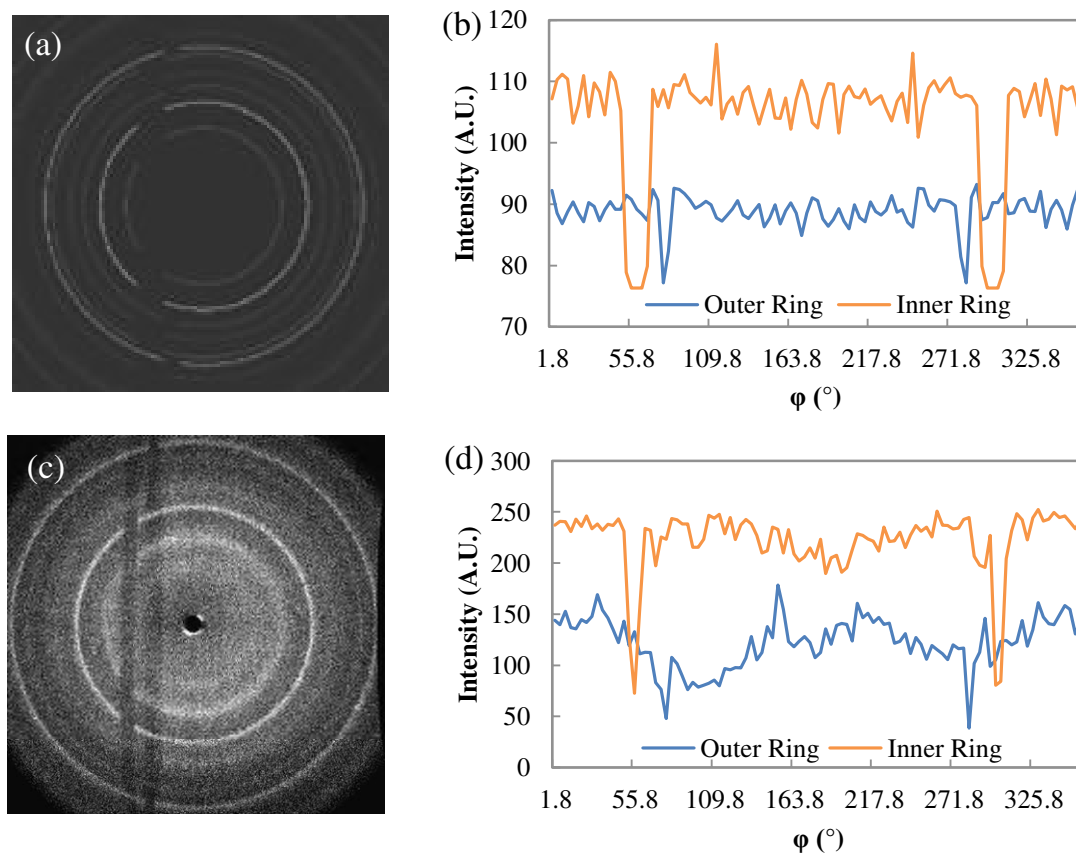 (a)
(b)
120
110
100
90
80
70
Intensity (A.U.)
Outer Ring
Inner Ring
1.8 55.8 109.8 163.8 217.8 271.8 325.8
φ (°)
(c)
(d)
300
250
200
150
100
50
0
Intensity (A.U.)
Outer Ring
Inner Ring
1.8 55.8 109.8 163.8 217.8 271.8 325.8
φ (°)